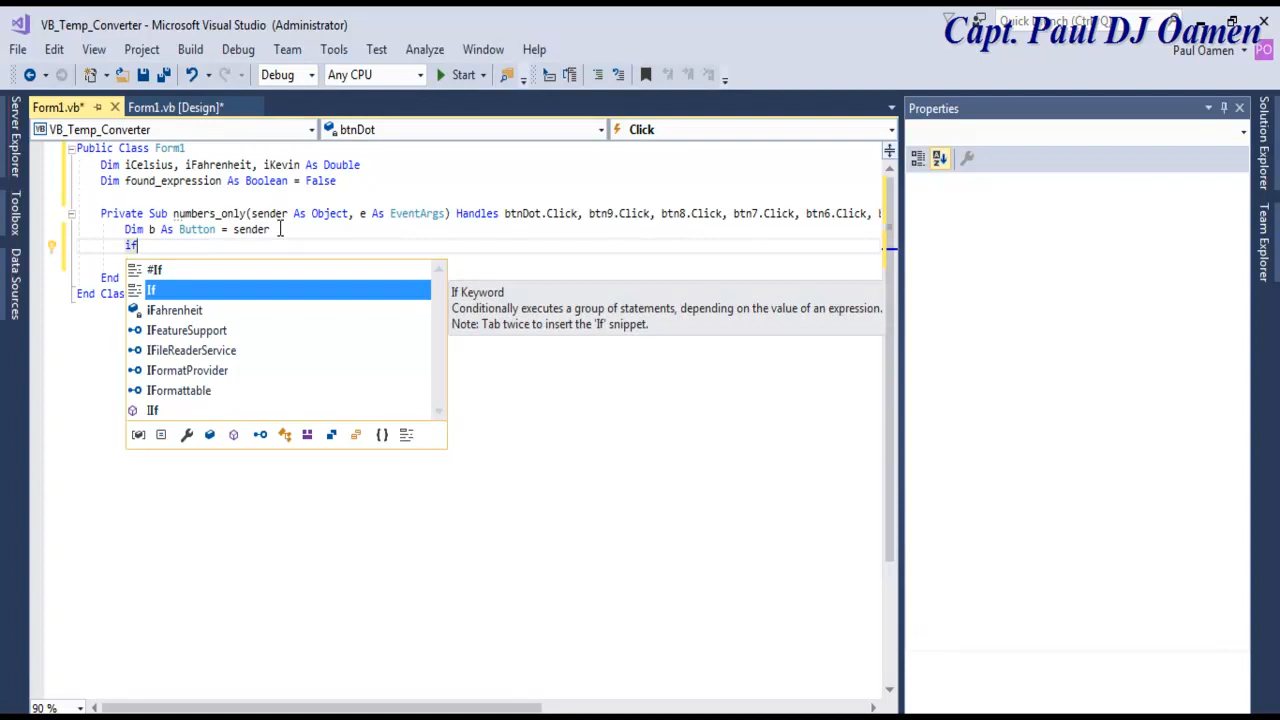 VB_Temp_Converter - Microsoft Visual Studio (Administrator)
Quick Launch (Ctrl+Q)
Capt. Paul DJ Oamen
File Edit View Project Build Debug Team Tools Test Analyze Window Help
Paul Oamen
PO
Debug Any CPU Start
Form1.vb* Form1.vb [Design]*
Properties
VB_Temp_Converter btnDot Click
Server Explorer
Toolbox
Data Sources
Solution Explorer
Team Explorer
Public Class Form1
Dim iCelsius, iFahrenheit, iKevin As Double
Dim found_expression As Boolean = False
Private Sub numbers_only(sender As Object, e As EventArgs) Handles btnDot.Click, btn9.Click, btn8.Click, btn7.Click, btn6.Click, b
Dim b As Button = sender
if
End
End Clas
#If
If
iFahrenheit
IFeatureSupport
IFileReaderService
IFormatProvider
IFormattable
IIf
If Keyword
Conditionally executes a group of statements, depending on the value of an expression.
Note: Tab twice to insert the 'If' snippet.
90 %